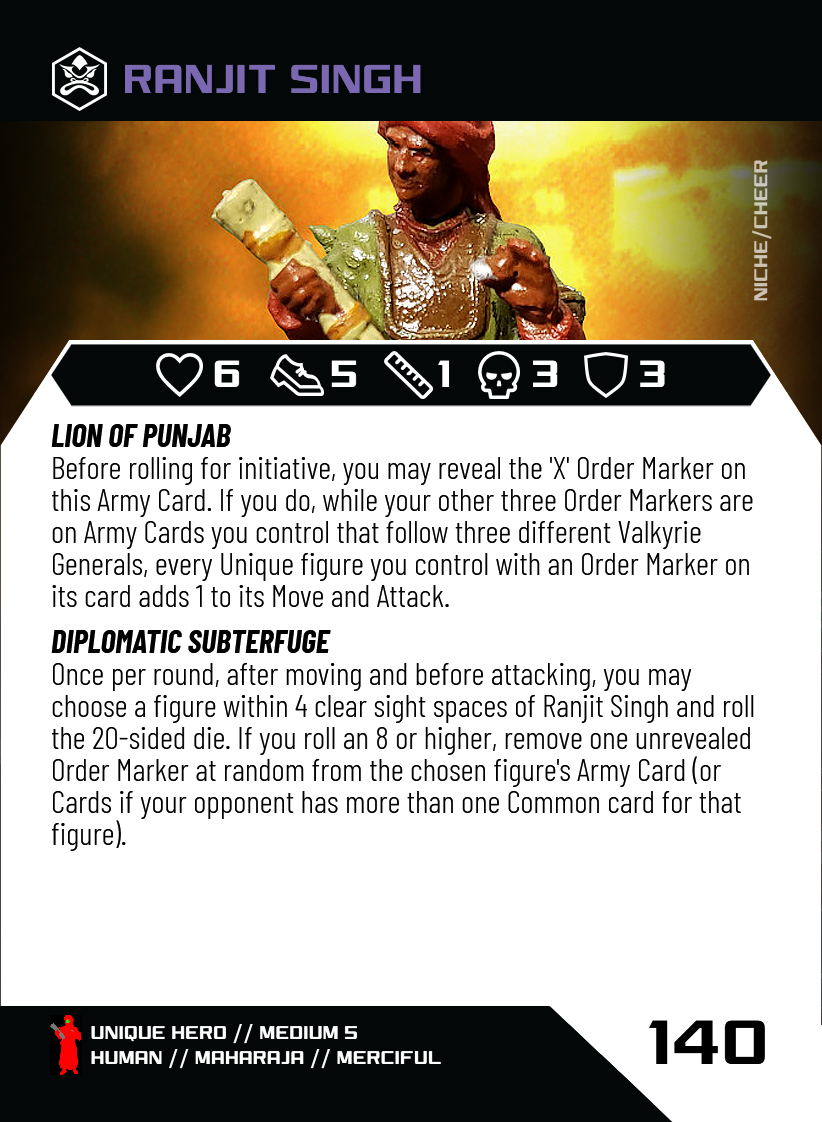 RANJIT SINGH
NICHE/CHEER
6 5 1 3 3
LION OF PUNJAB
Before rolling for initiative, you may reveal the 'X' Order Marker on
this Army Card. If you do, while your other three Order Markers are
on Army Cards you control that follow three different Valkyrie
Generals, every Unique figure you control with an Order Marker on
its card adds 1 to its Move and Attack.
DIPLOMATIC SUBTERFUGE
Once per round, after moving and before attacking, you may
choose a figure within 4 clear sight spaces of Ranjit Singh and roll
the 20-sided die. If you roll an 8 or higher, remove one unrevealed
Order Marker at random from the chosen figure's Army Card (or
Cards if your opponent has more than one Common card for that
figure).
UNIQUE HERO // MEDIUM 5
HUMAN // MAHARAJA // MERCIFUL
140